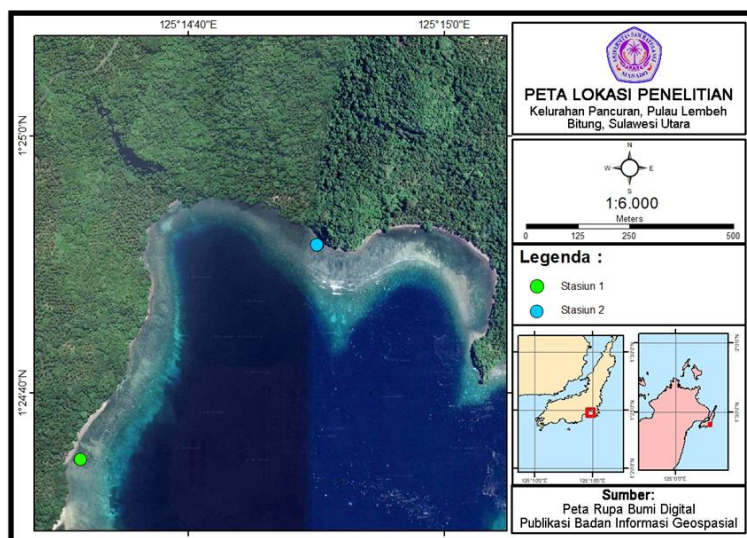 125°14'40"E
125°15'0"E
1°25'0"N
1°24'40"N
PETA LOKASI PENELITIAN
Kelurahan Pancuran, Pulau Lembeh
Bitung, Sulawesi Utara
N
W
E
S
1:6.000
Meters
0 125 250 500
Legenda :
Stasiun 1
Stasiun 2
Sumber:
Peta Rupa Bumi Digital
Publikasi Badan Informasi Geospasial